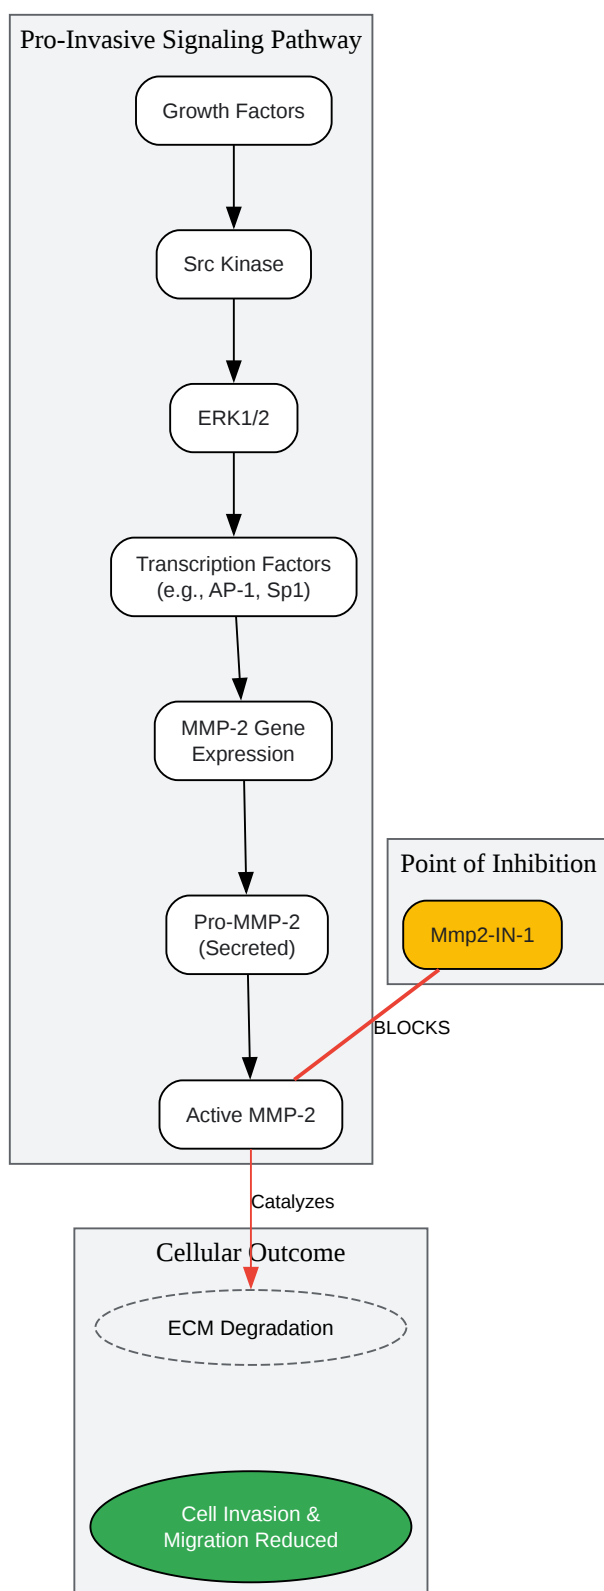 Pro-Invasive Signaling Pathway
Growth Factors
Src Kinase
ERK1/2
Transcription Factors
(e.g., AP-1, Sp1)
MMP-2 Gene
Expression
Point of Inhibition
Pro-MMP-2
(Secreted)
Mmp2-IN-1
BLOCKS
Active MMP-2
Catalyzes
Cellular Outcome
ECM Degradation
Cell Invasion &
Migration Reduced